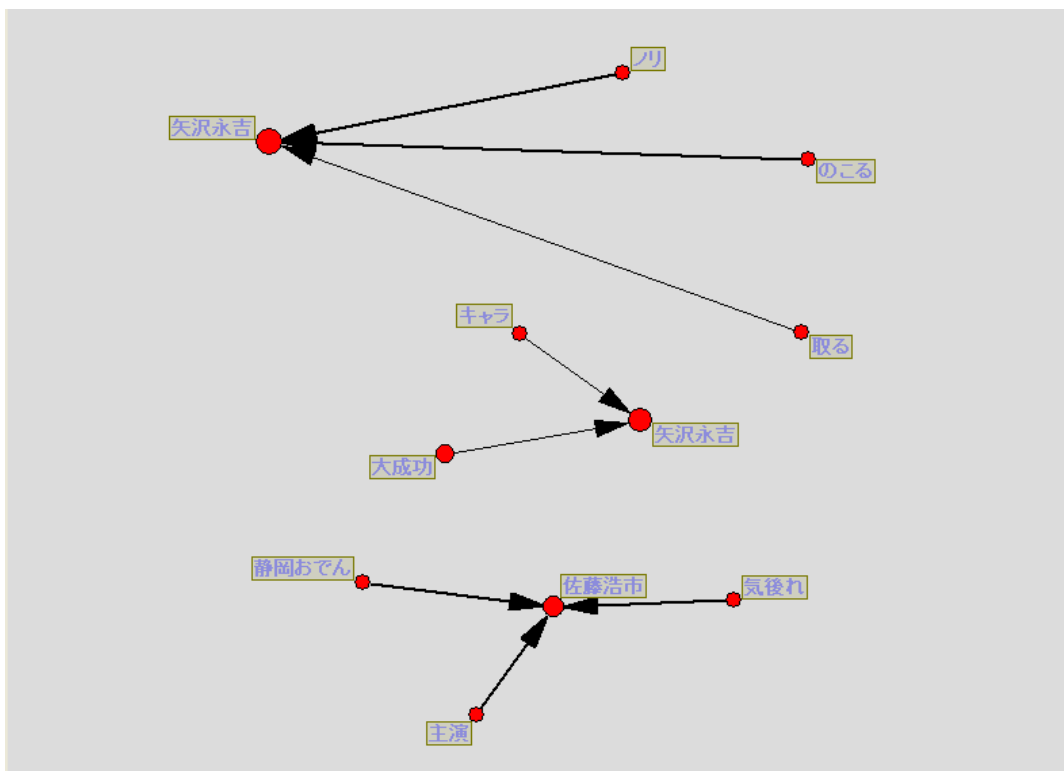 ノリ
矢沢永吉
のこる
キャラ
取る
矢沢永吉
大成功
静岡おでん
佐藤浩市
気後れ
主演